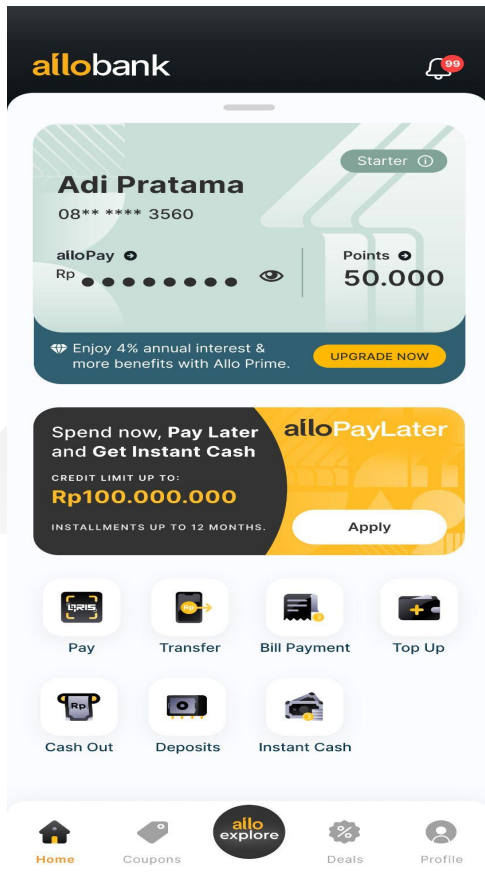 allobank
99
Starter
Adi Pratama
08** **** 3560
alloPay
Points
Rp
50.000
Enjoy 4% annual interest &
more benefits with Allo Prime.
UPGRADE NOW
Spend now, Pay Later
and Get Instant Cash
alloPayLater
CREDIT LIMIT UP TO:
Rp100.000.000
INSTALLMENTS UP TO 12 MONTHS.
Apply
QRIS
Rp
Pay
Transfer
Bill Payment
Top Up
Rp
Cash Out
Deposits
Instant Cash
allo
explore
Home
Coupons
Deals
Profile